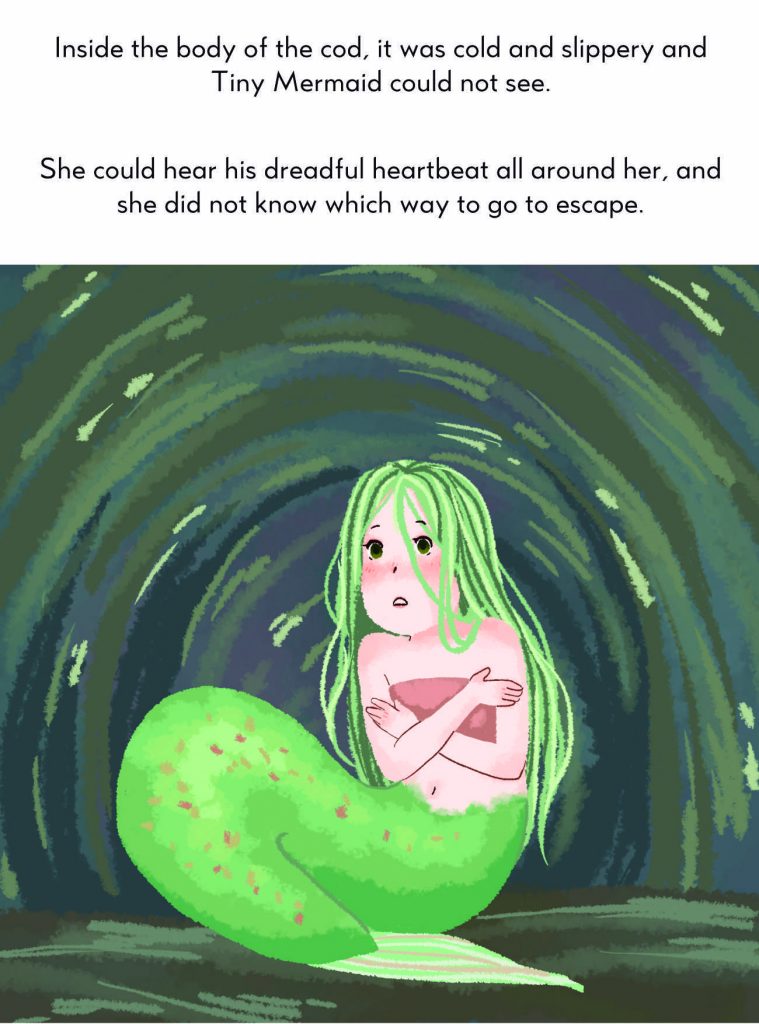 Inside the body of the cod, it was cold and slippery and
Tiny Mermaid could not see.
She could hear his dreadful heartbeat all around her, and
she did not know which way to go to escape.